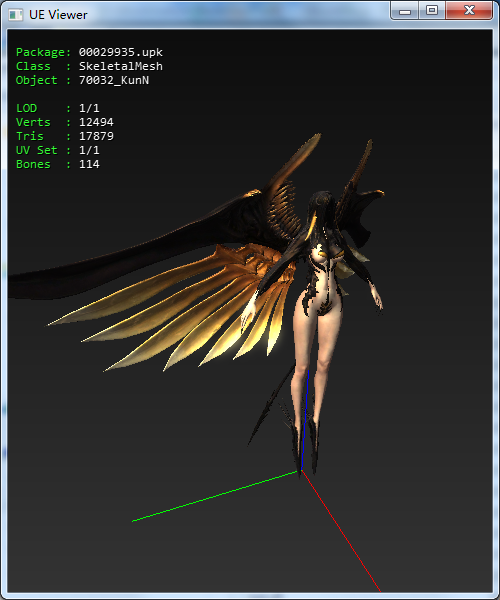 UE Viewer
Package: 00029935.upk
Class  : SkeletalMesh
Object : 70032_KunN
LOD    : 1/1
Verts  : 12494
Tris   : 17879
UV Set : 1/1
Bones  : 114